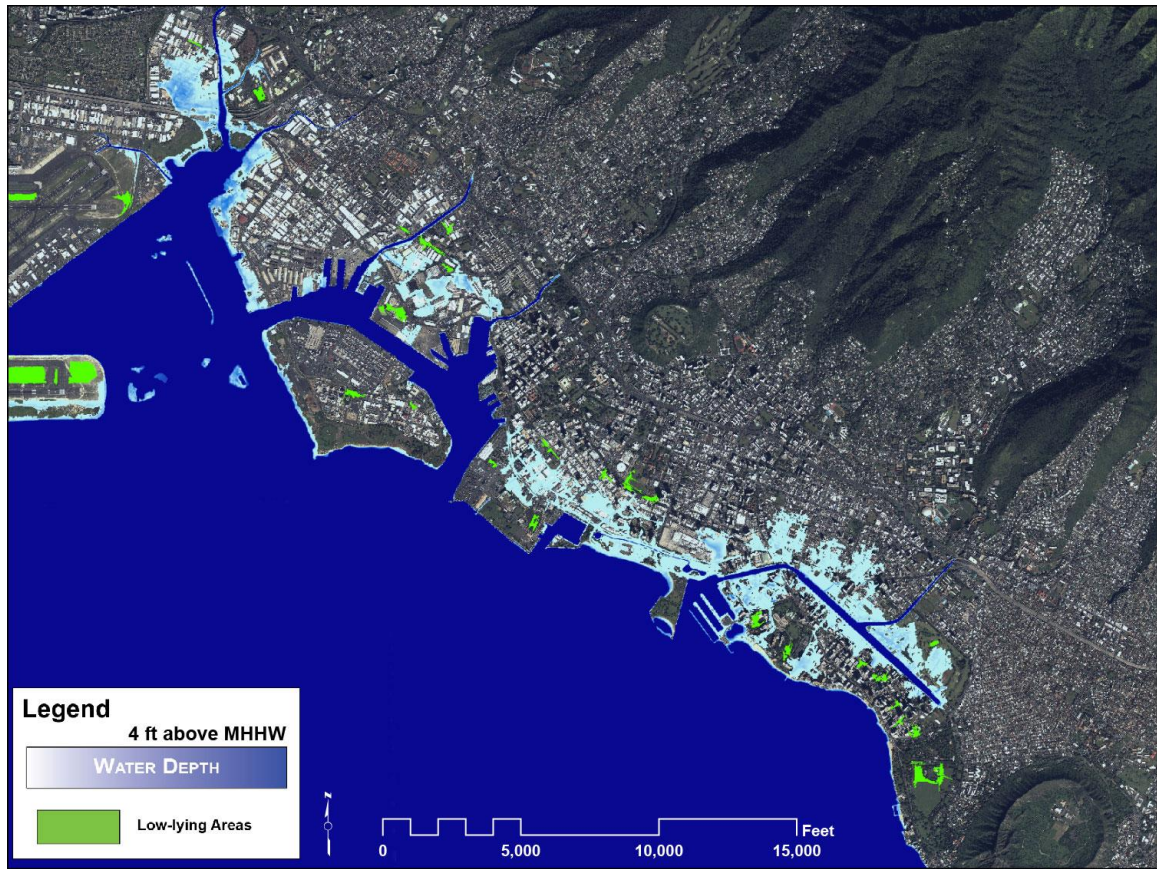 Legend
4 ft above MHHW
WATER DEPTH
Low-lying Areas
N
Feet
0 5,000 10,000 15,000